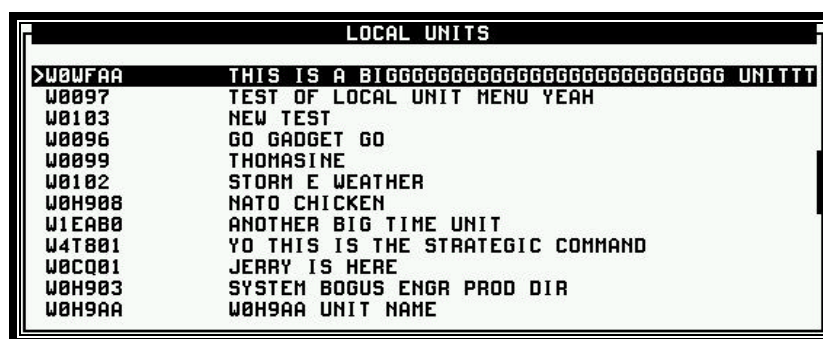 LOCAL UNITS
>W0WFAA THIS IS A BIGGGGGGGGGGGGGGGGGGGGGGGGGG UNITTT
W0097 TEST OF LOCAL UNIT MENU YEAH
W0103 NEW TEST
W0096 GO GADGET GO
W0099 THOMASINE
W0102 STORM E WEATHER
W0H908 NATO CHICKEN
W1EAB0 ANOTHER BIG TIME UNIT
W4T801 YO THIS IS THE STRATEGIC COMMAND
W0CQ01 JERRY IS HERE
W0H903 SYSTEM BOGUS ENGR PROD DIR
W0H9AA W0H9AA UNIT NAME